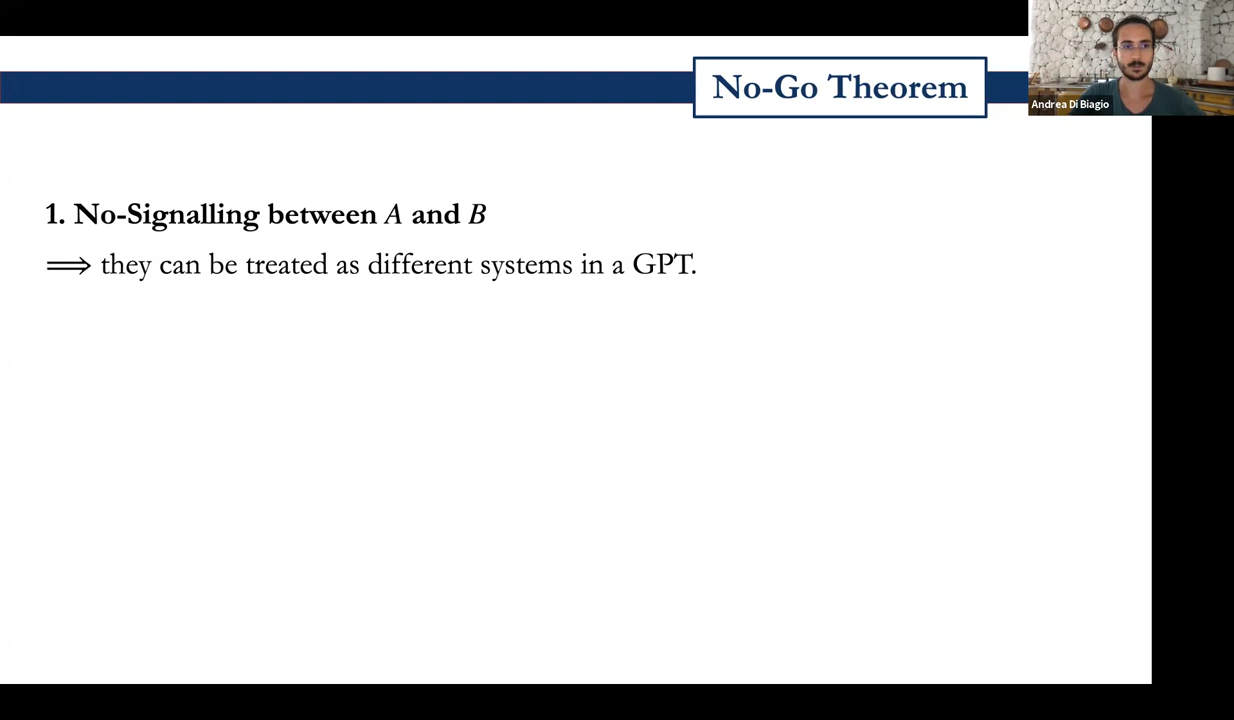 No-Go Theorem
Andrea Di Biagio
1. No-Signalling between A and B
⟹ they can be treated as different systems in a GPT.